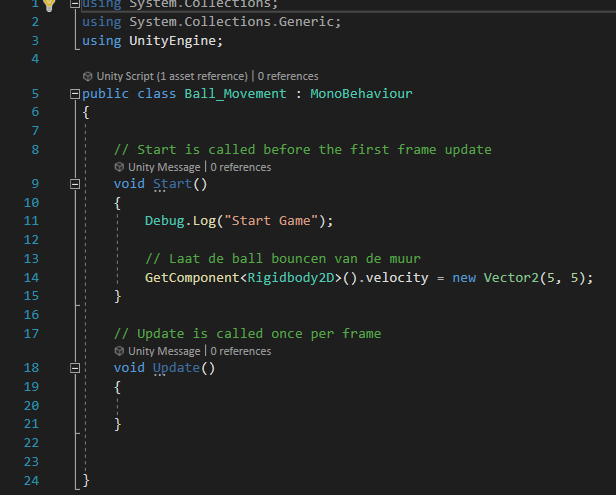 1 using System.Collections;
2 using System.Collections.Generic;
3 using UnityEngine;
4
Unity Script (1 asset reference) | 0 references
5 public class Ball_Movement : MonoBehaviour
6 {
7
8 // Start is called before the first frame update
Unity Message | 0 references
9 void Start()
10 {
11 Debug.Log("Start Game");
12
13 // Laat de ball bouncen van de muur
14 GetComponent<Rigidbody2D>().velocity = new Vector2(5, 5);
15 }
16
17 // Update is called once per frame
Unity Message | 0 references
18 void Update()
19 {
20
21 }
22
23
24 }